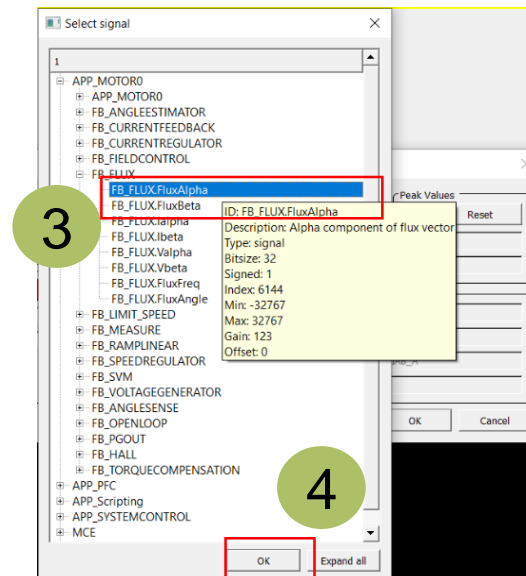 Select signal
1
APP_MOTOR0
APP_MOTOR0
FB_ANGLEESTIMATOR
FB_CURRENTFEEDBACK
FB_CURRENTREGULATOR
FB_FIELDCONTROL
FB_FLUX
FB_FLUX.FluxAlpha
FB_FLUX.FluxBeta
FB_FLUX.Ialpha
FB_FLUX.Ibeta
FB_FLUX.Valpha
FB_FLUX.Vbeta
FB_FLUX.FluxFreq
FB_FLUX.FluxAngle
FB_LIMIT_SPEED
FB_MEASURE
FB_RAMPLINEAR
FB_SPEEDREGULATOR
FB_SVM
FB_VOLTAGEGENERATOR
FB_ANGLESENSE
FB_OPENLOOP
FB_PGOUT
FB_HALL
FB_TORQUECOMPENSATION
APP_PFC
APP_Scripting
APP_SYSTEMCONTROL
MCE
OK
Expand all
3
4
ID: FB_FLUX.FluxAlpha
Description: Alpha component of flux vector
Type: signal
Bitsize: 32
Signed: 1
Index: 6144
Min: -32767
Max: 32767
Gain: 123
Offset: 0
Peak Values
Reset
OK
Cancel